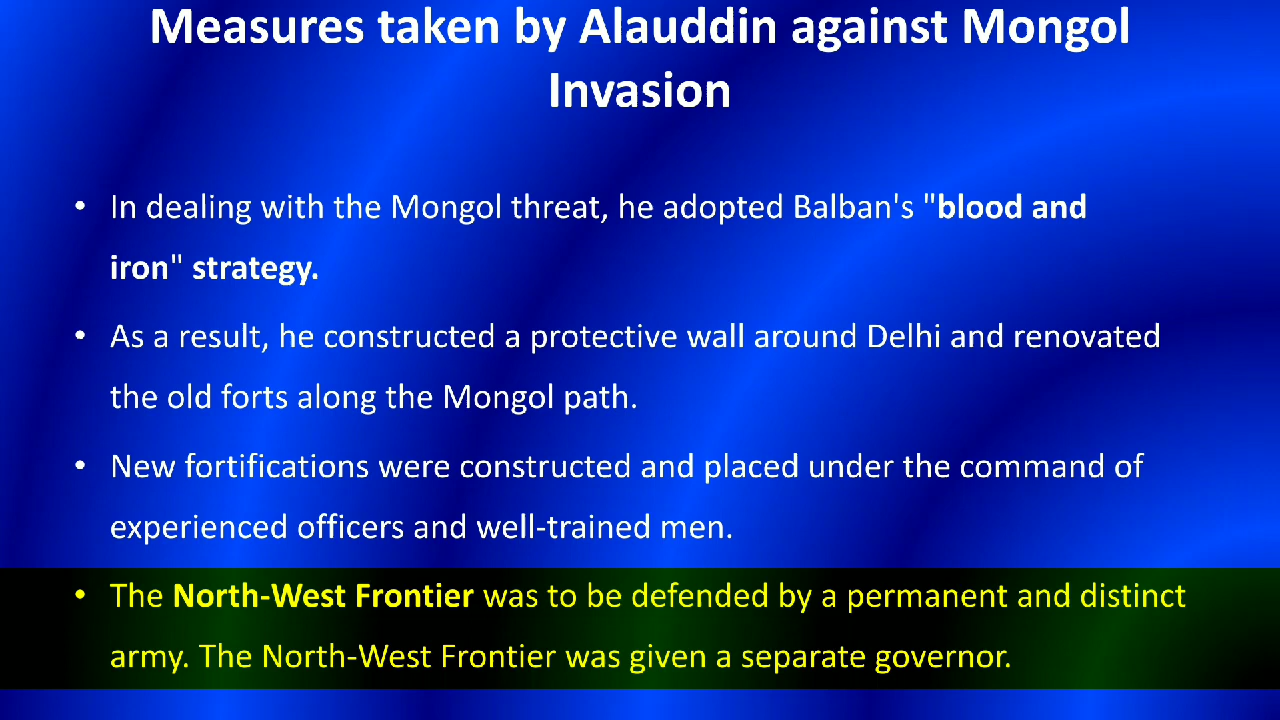 Measures taken by Alauddin against Mongol
Invasion
• In dealing with the Mongol threat, he adopted Balban's "blood and
iron" strategy.
• As a result, he constructed a protective wall around Delhi and renovated
the old forts along the Mongol path.
• New fortifications were constructed and placed under the command of
experienced officers and well-trained men.
• The North-West Frontier was to be defended by a permanent and distinct
army. The North-West Frontier was given a separate governor.